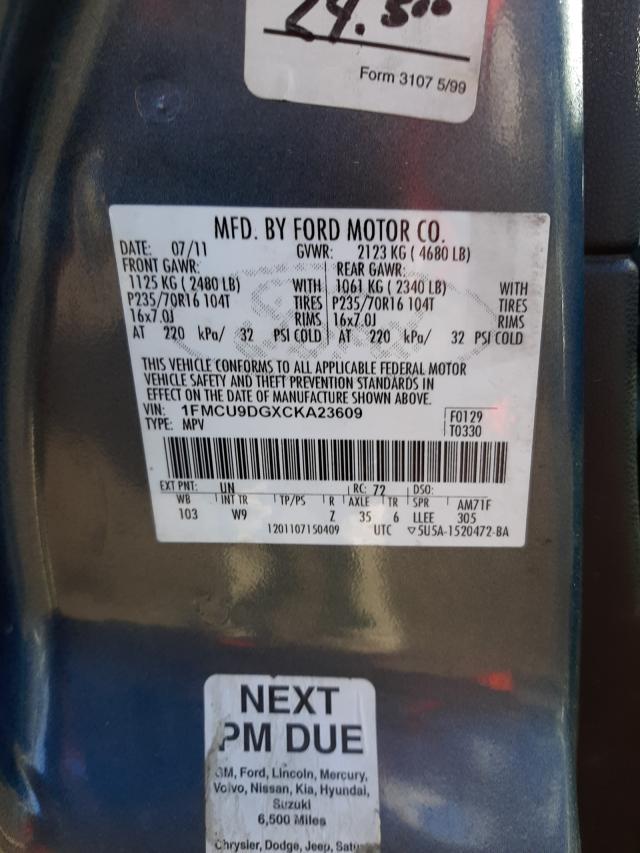 24.500
Form 3107 5/99
MFD. BY FORD MOTOR CO.
DATE: 07/11 GVWR: 2123 KG ( 4680 LB)
FRONT GAWR: REAR GAWR:
1125 KG ( 2480 LB) WITH 1061 KG ( 2340 LB) WITH
P235/70R16 104T TIRES P235/70R16 104T TIRES
16x7.0J RIMS 16x7.0J RIMS
AT 220 kPa/ 32 PSI COLD AT 220 kPa/ 32 PSI COLD
THIS VEHICLE CONFORMS TO ALL APPLICABLE FEDERAL MOTOR
VEHICLE SAFETY AND THEFT PREVENTION STANDARDS IN
EFFECT ON THE DATE OF MANUFACTURE SHOWN ABOVE.
VIN: 1FMCU9DGXCKA23609 F0129
TYPE: MPV T0330
EXT PNT: UN RC: 72 DSO:
WB INT TR TP/PS R AXLE TR SPR AM71F
103 W9 Z 35 6 LLEE 305
1201107150409 UTC ▽5U5A-1520472-BA
NEXT
PM DUE
GM, Ford, Lincoln, Mercury,
Volvo, Nissan, Kia, Hyundai,
Suzuki
6,500 Miles
Chrysler, Dodge, Jeep,